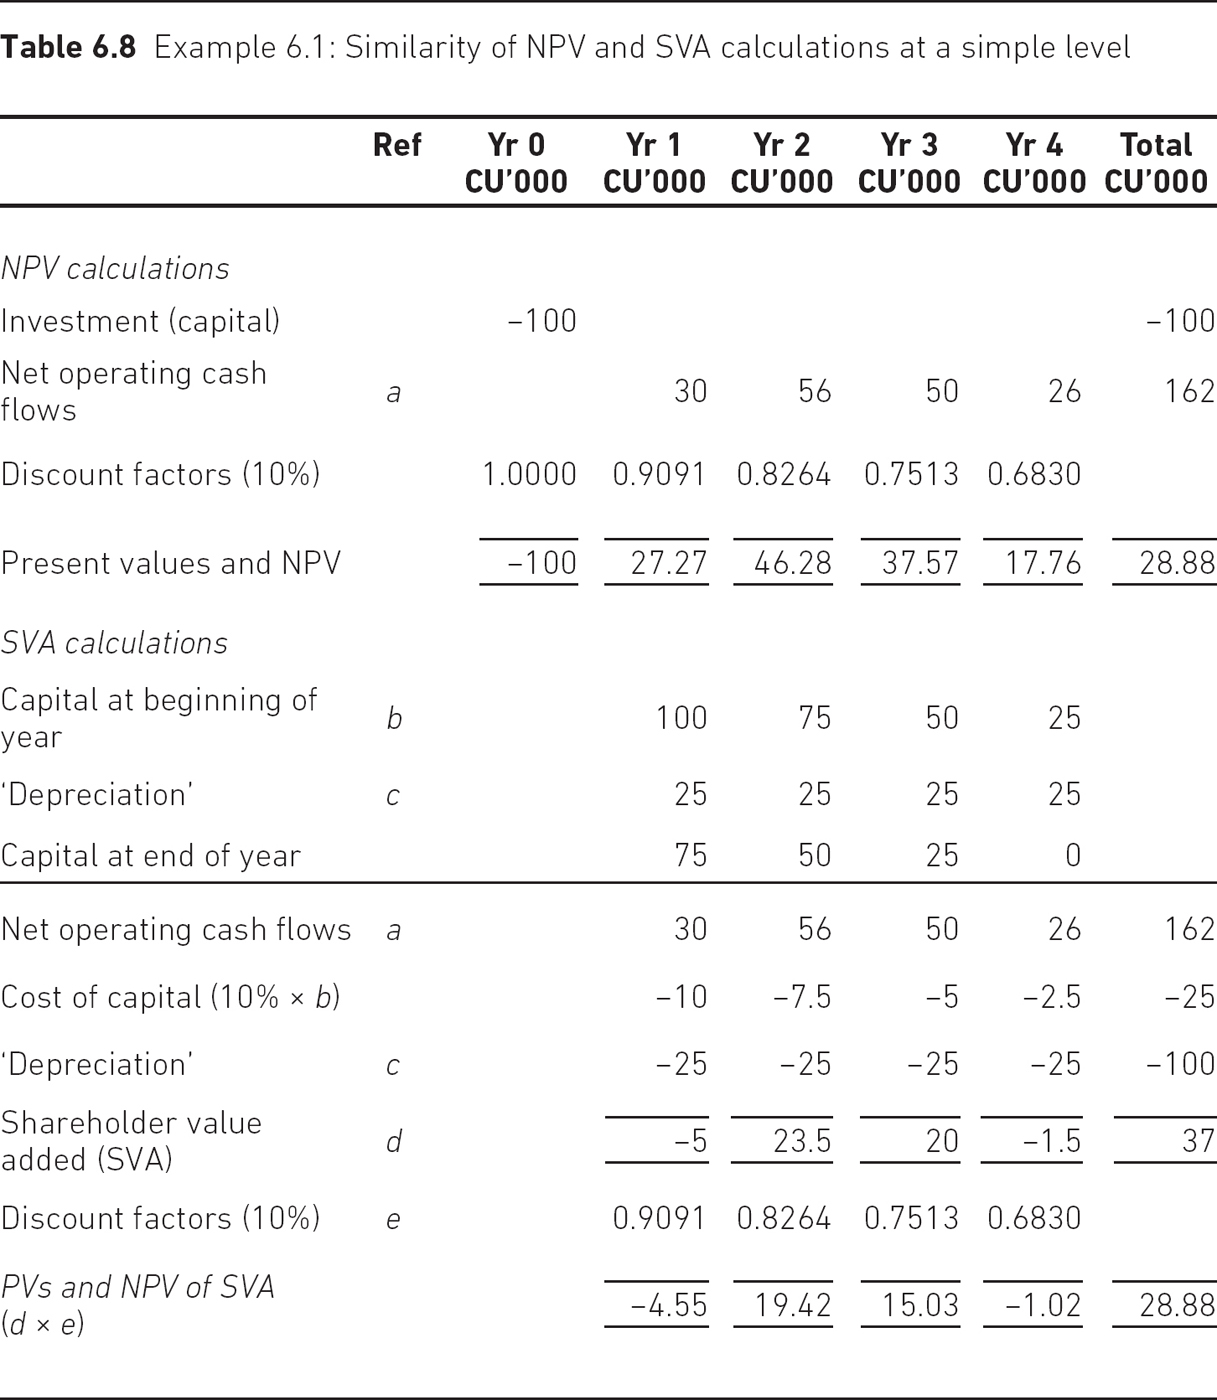 Table 6.8 Example 6.1: Similarity of NPV and SVA calculations at a simple level
Ref Yr 0 Yr 1 Yr 2 Yr 3 Yr 4 Total
CU’000 CU’000 CU’000 CU’000 CU’000 CU’000
NPV calculations
Investment (capital) –100 –100
Net operating cash
flows a 30 56 50 26 162
Discount factors (10%) 1.0000 0.9091 0.8264 0.7513 0.6830
Present values and NPV –100 27.27 46.28 37.57 17.76 28.88
SVA calculations
Capital at beginning of
year b 100 75 50 25
‘Depreciation’ c 25 25 25 25
Capital at end of year 75 50 25 0
Net operating cash flows a 30 56 50 26 162
Cost of capital (10% × b) –10 –7.5 –5 –2.5 –25
‘Depreciation’ c –25 –25 –25 –25 –100
Shareholder value
added (SVA) d –5 23.5 20 –1.5 37
Discount factors (10%) e 0.9091 0.8264 0.7513 0.6830
PVs and NPV of SVA
(d × e) –4.55 19.42 15.03 –1.02 28.88